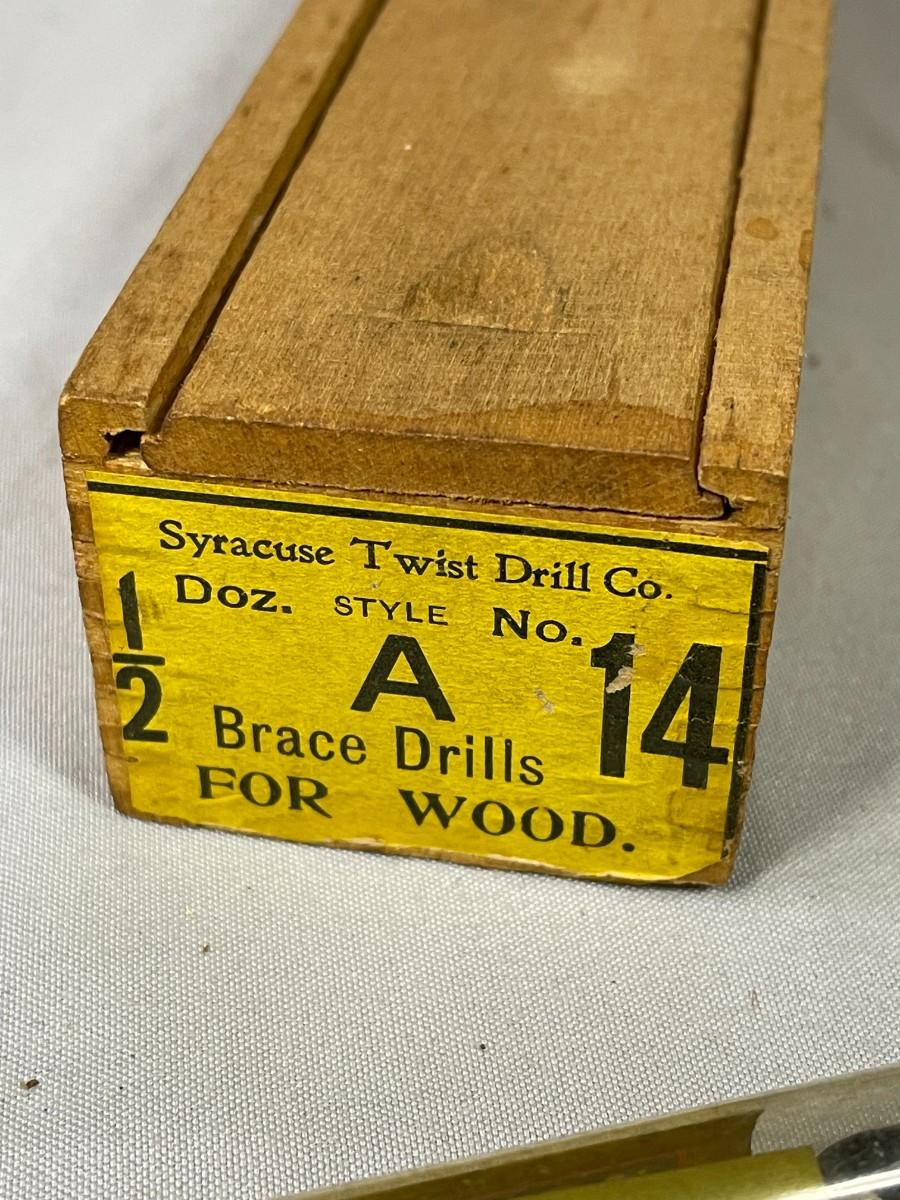 Syracuse Twist Drill Co.
1/2 Doz. STYLE No. 14
A
Brace Drills
FOR WOOD.